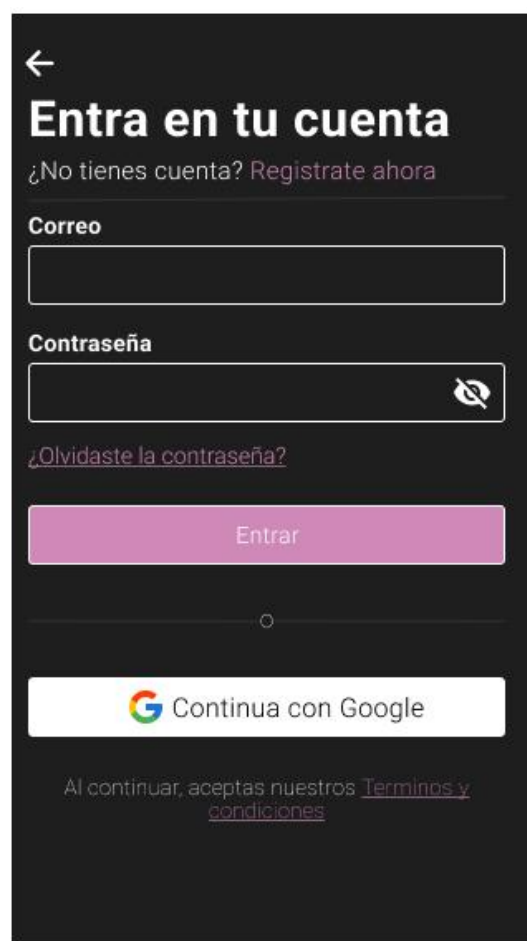 Entra en tu cuenta
¿No tienes cuenta? Registrate ahora
Correo
Contraseña
¿Olvidaste la contraseña?
Entrar
O
Continua con Google
Al continuar, aceptas nuestros Terminos y
condiciones